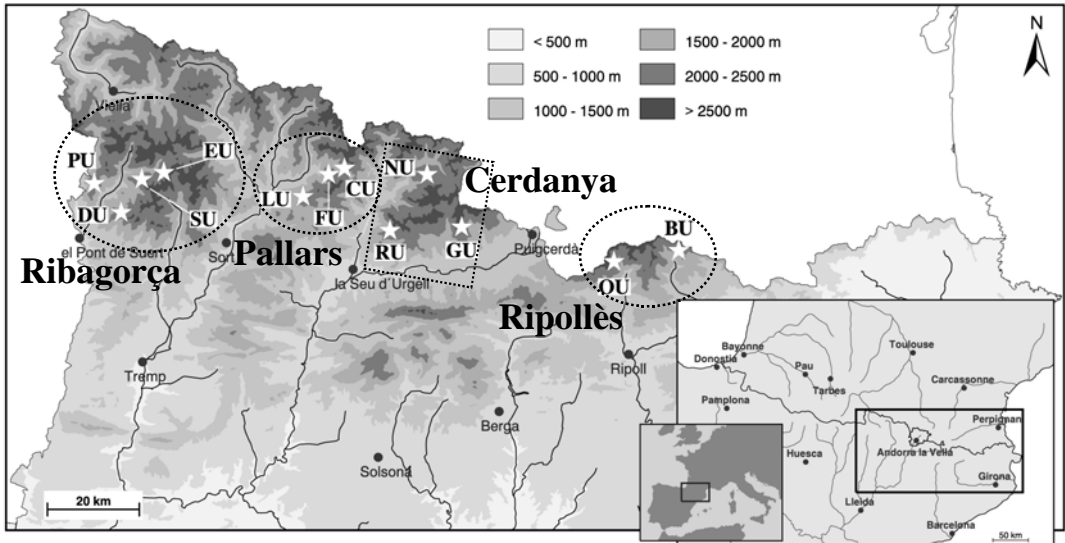 < 500 m
500 - 1000 m
1000 - 1500 m
1500 - 2000 m
2000 - 2500 m
> 2500 m
N
Viella
PU
EU
DU
SU
el Pont de Suert
Ribagorça
LU
FU
CU
Sort
Pallars
NU
Cerdanya
RU
GU
la Seu d´Urgell
Puigcerdà
BU
OU
Ripollès
Tremp
Ripoll
Berga
Solsona
20 km
Bayonne
Donostia
Toulouse
Pau
Tarbes
Carcassonne
Pamplona
Perpignan
Huesca
Andorra la Vella
Girona
Lleida
Barcelona
50 km